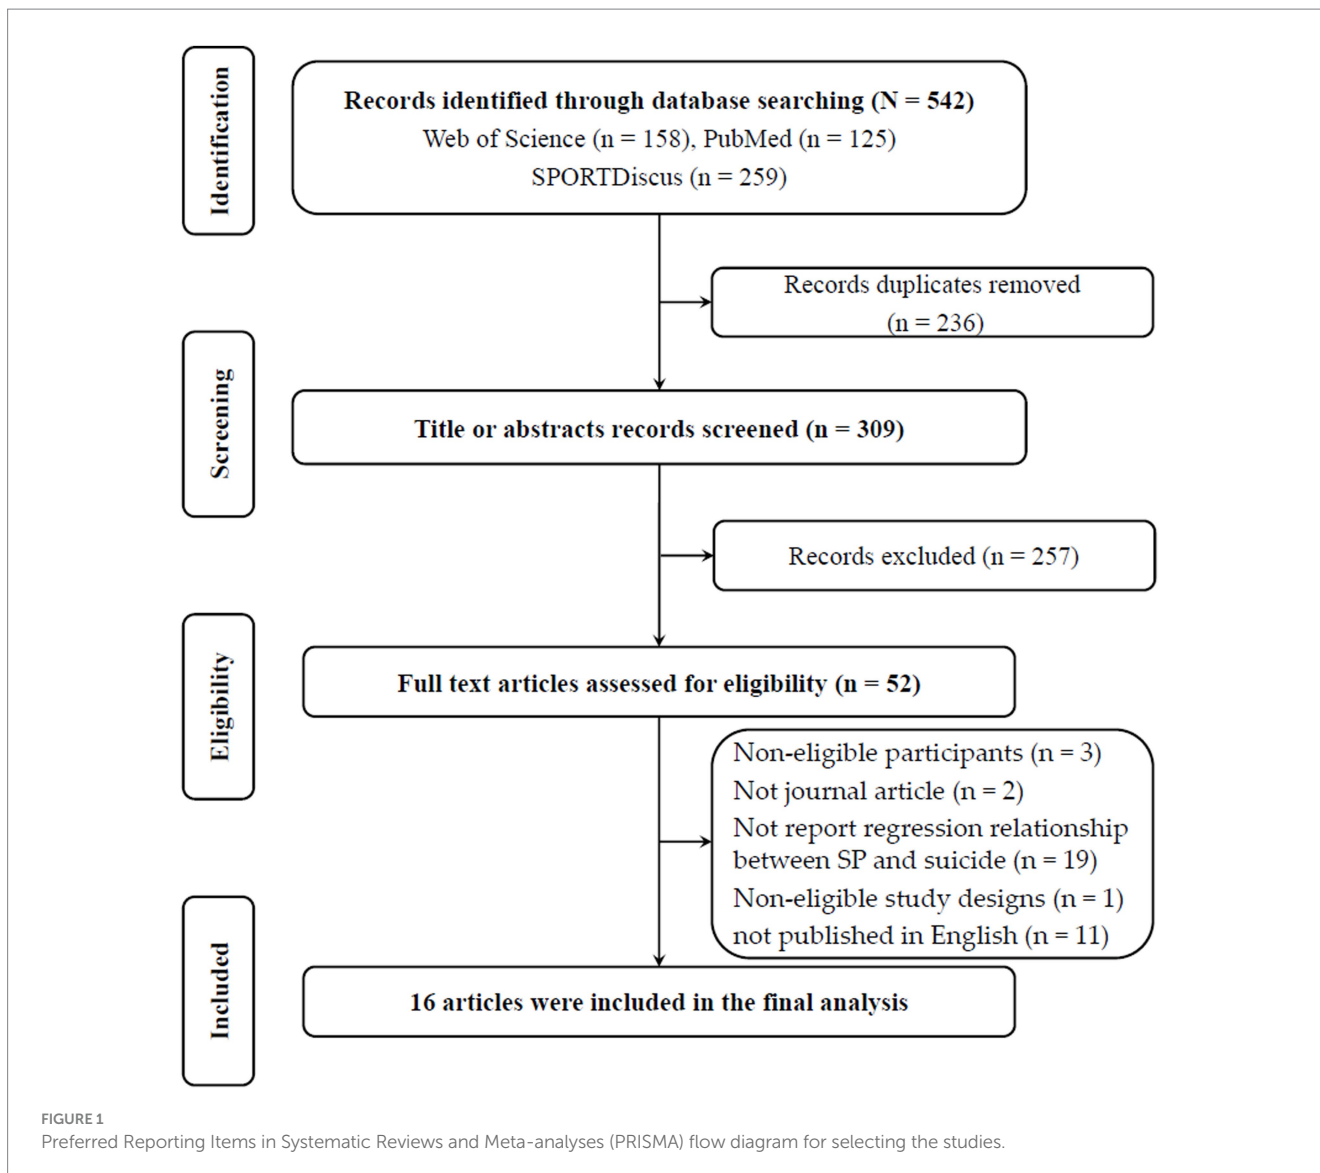 Identification
Records identified through database searching (N = 542)
Web of Science (n = 158), PubMed (n = 125)
SPORTDiscus (n = 259)
Records duplicates removed
(n = 236)
Screening
Title or abstracts records screened (n = 309)
Records excluded (n = 257)
Eligibility
Full text articles assessed for eligibility (n = 52)
Non-eligible participants (n = 3)
Not journal article (n = 2)
Not report regression relationship
between SP and suicide (n = 19)
Non-eligible study designs (n = 1)
not published in English (n = 11)
Included
16 articles were included in the final analysis
FIGURE 1
Preferred Reporting Items in Systematic Reviews and Meta-analyses (PRISMA) flow diagram for selecting the studies.